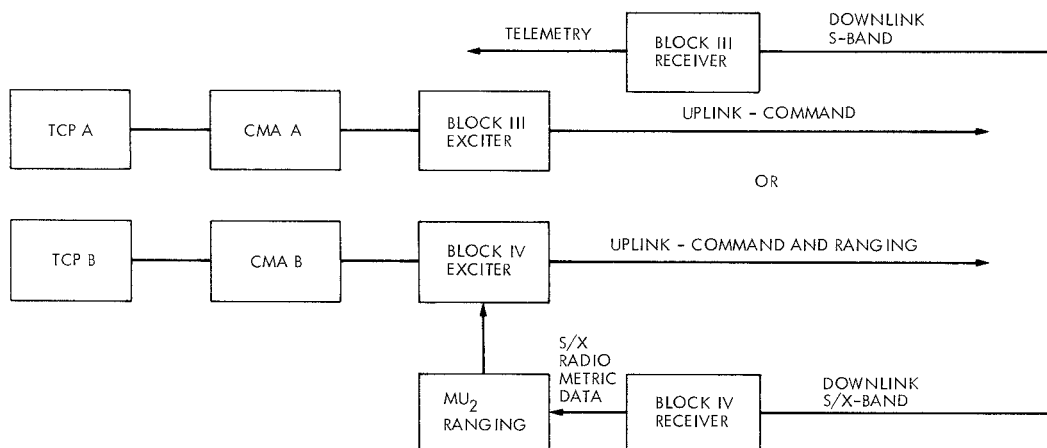 TELEMETRY
BLOCK III
RECEIVER
DOWNLINK
S-BAND
TCP A
CMA A
BLOCK III
EXCITER
UPLINK - COMMAND
OR
TCP B
CMA B
BLOCK IV
EXCITER
UPLINK - COMMAND AND RANGING
MU₂
RANGING
S/X
RADIO
METRIC
DATA
BLOCK IV
RECEIVER
DOWNLINK
S/X-BAND